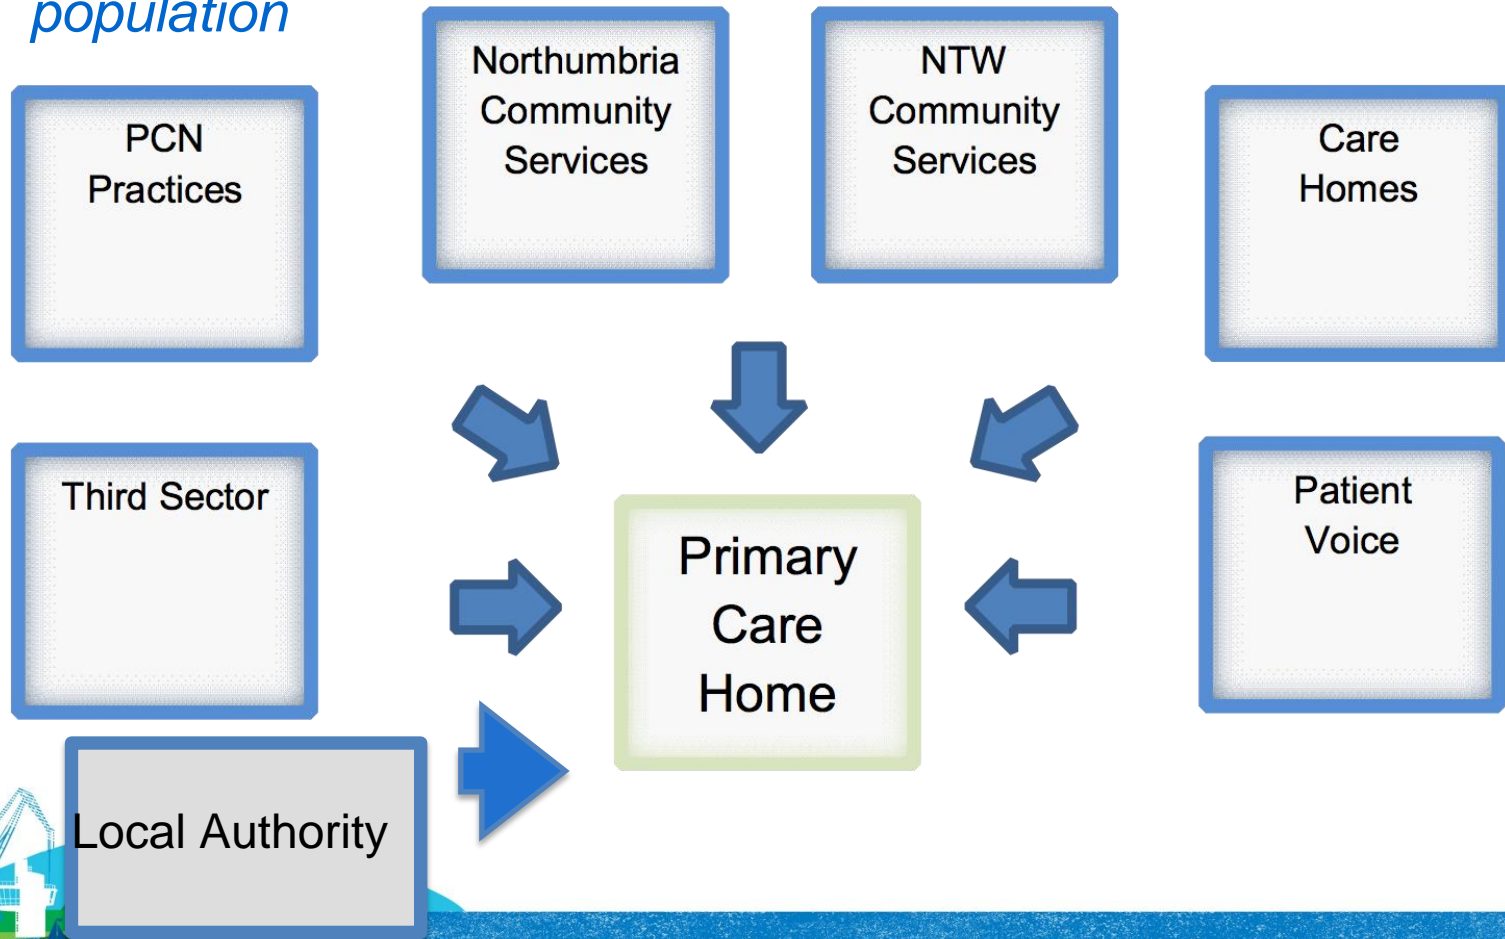 population
PCN
Practices
Northumbria
Community
Services
NTW
Community
Services
Care
Homes
Third Sector
Primary
Care
Home
Patient
Voice
Local Authority